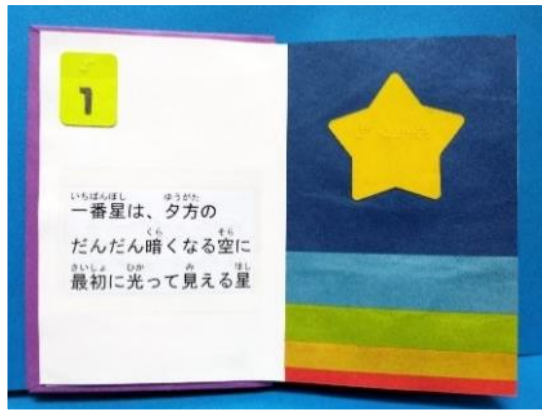 1
一番星は、夕方の
だんだん暗くなる空に
最初に光って見える星